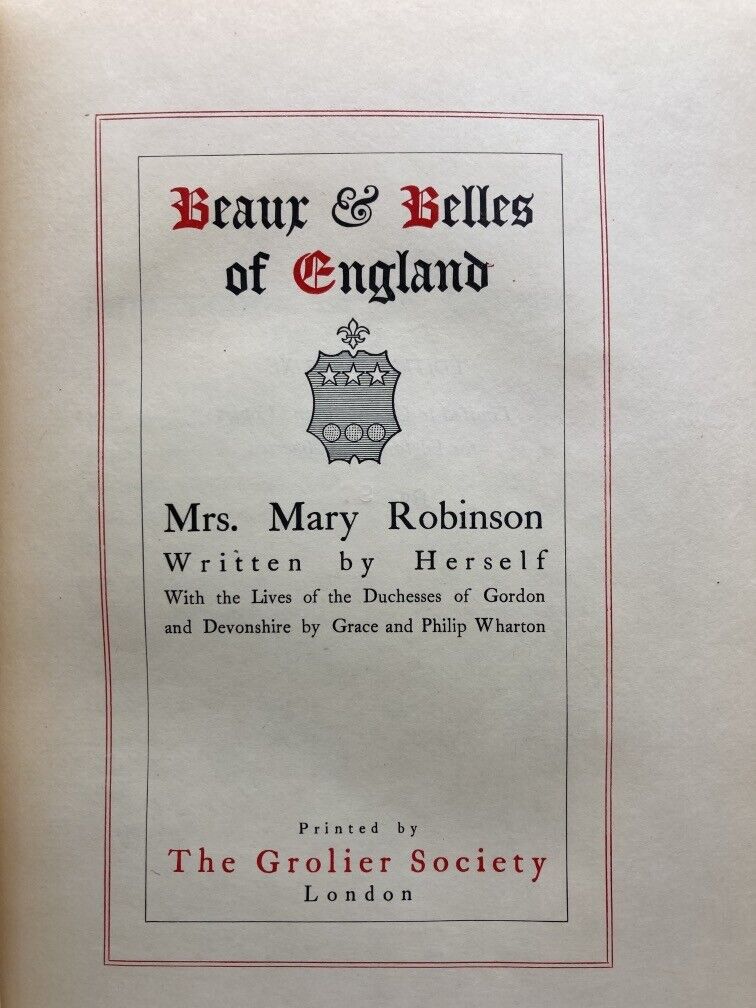 Beaux & Belles
of England
Mrs. Mary Robinson
Written by Herself
With the Lives of the Duchesses of Gordon
and Devonshire by Grace and Philip Wharton
Printed by
The Grolier Society
London